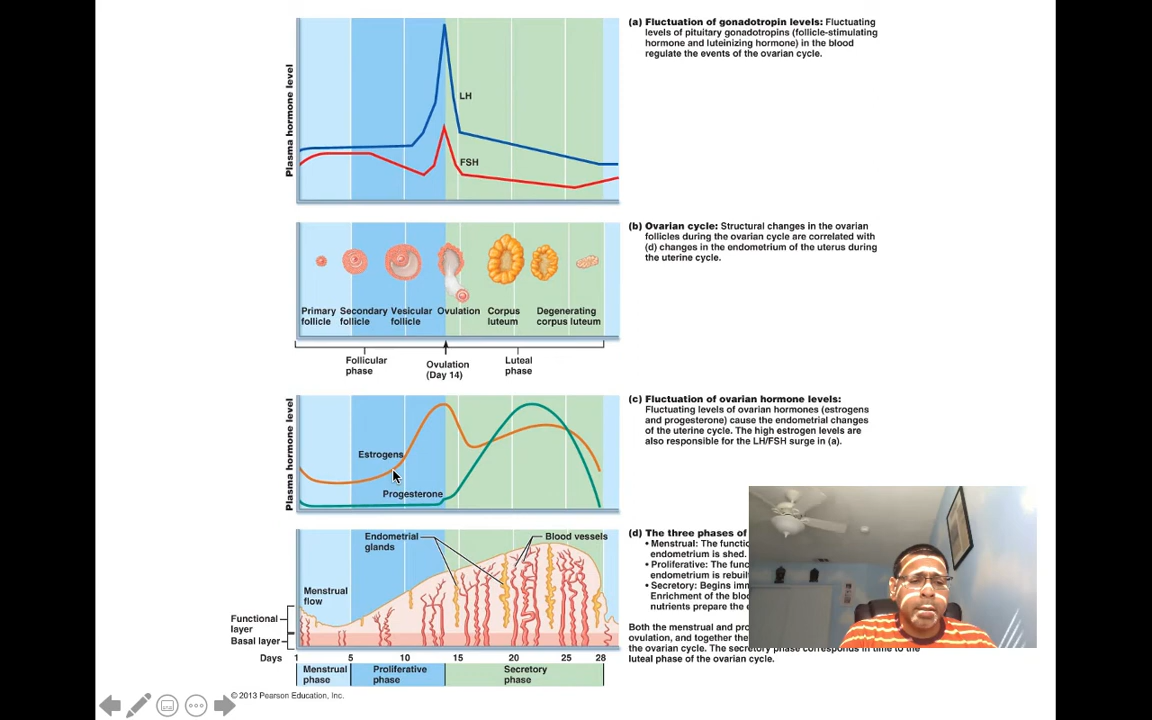 (a) Fluctuation of gonadotropin levels: Fluctuating
levels of pituitary gonadotropins (follicle-stimulating
hormone and luteinizing hormone) in the blood
regulate the events of the ovarian cycle.
Plasma hormone level
LH
FSH
(b) Ovarian cycle: Structural changes in the ovarian
follicles during the ovarian cycle are correlated with
(d) changes in the endometrium of the uterus during
the uterine cycle.
Primary
follicle
Secondary
follicle
Vesicular
follicle
Ovulation
Corpus
luteum
Degenerating
corpus luteum
Follicular
phase
Ovulation
(Day 14)
Luteal
phase
(c) Fluctuation of ovarian hormone levels:
Fluctuating levels of ovarian hormones (estrogens
and progesterone) cause the endometrial changes
of the uterine cycle. The high estrogen levels are
also responsible for the LH/FSH surge in (a).
Plasma hormone level
Estrogens
Progesterone
(d) The three phases of
• Menstrual: The functio
endometrium is shed.
• Proliferative: The func
endometrium is rebuil
• Secretory: Begins imm
Enrichment of the bloo
nutrients prepare the e
Both the menstrual and pro
ovulation, and together the
the ovarian cycle. The secretory phase corresponds in time to the
luteal phase of the ovarian cycle.
Endometrial
glands
Blood vessels
Menstrual
flow
Functional
layer
Basal layer
Days 1 5 10 15 20 25 28
Menstrual
phase
Proliferative
phase
Secretory
phase
© 2013 Pearson Education, Inc.